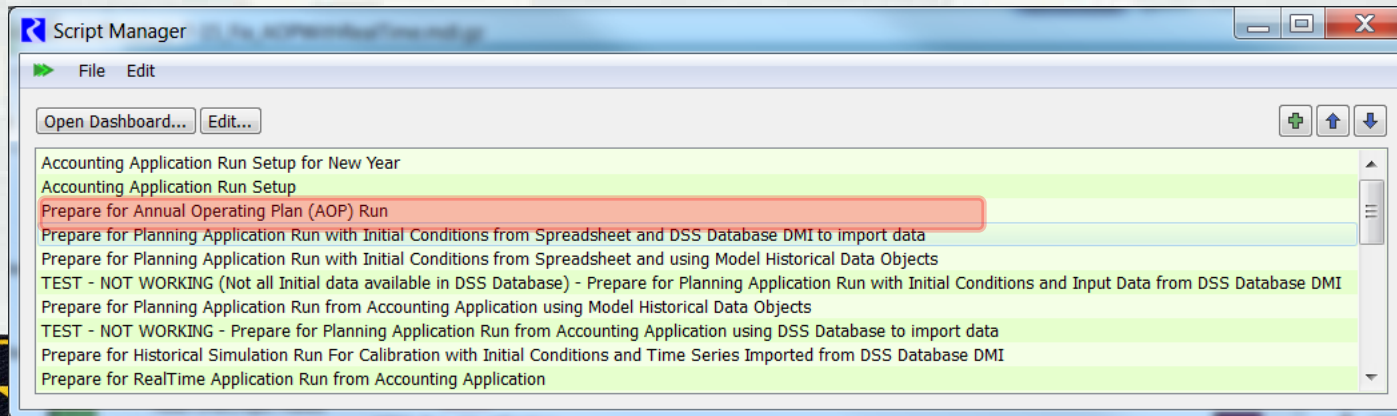 Script Manager
File Edit
Open Dashboard... Edit...
Accounting Application Run Setup for New Year
Accounting Application Run Setup
Prepare for Annual Operating Plan (AOP) Run
Prepare for Planning Application Run with Initial Conditions from Spreadsheet and DSS Database DMI to import data
Prepare for Planning Application Run with Initial Conditions from Spreadsheet and using Model Historical Data Objects
TEST - NOT WORKING (Not all Initial data available in DSS Database) - Prepare for Planning Application Run with Initial Conditions and Input Data from DSS Database DMI
Prepare for Planning Application Run from Accounting Application using Model Historical Data Objects
TEST - NOT WORKING - Prepare for Planning Application Run from Accounting Application using DSS Database to import data
Prepare for Historical Simulation Run For Calibration with Initial Conditions and Time Series Imported from DSS Database DMI
Prepare for RealTime Application Run from Accounting Application